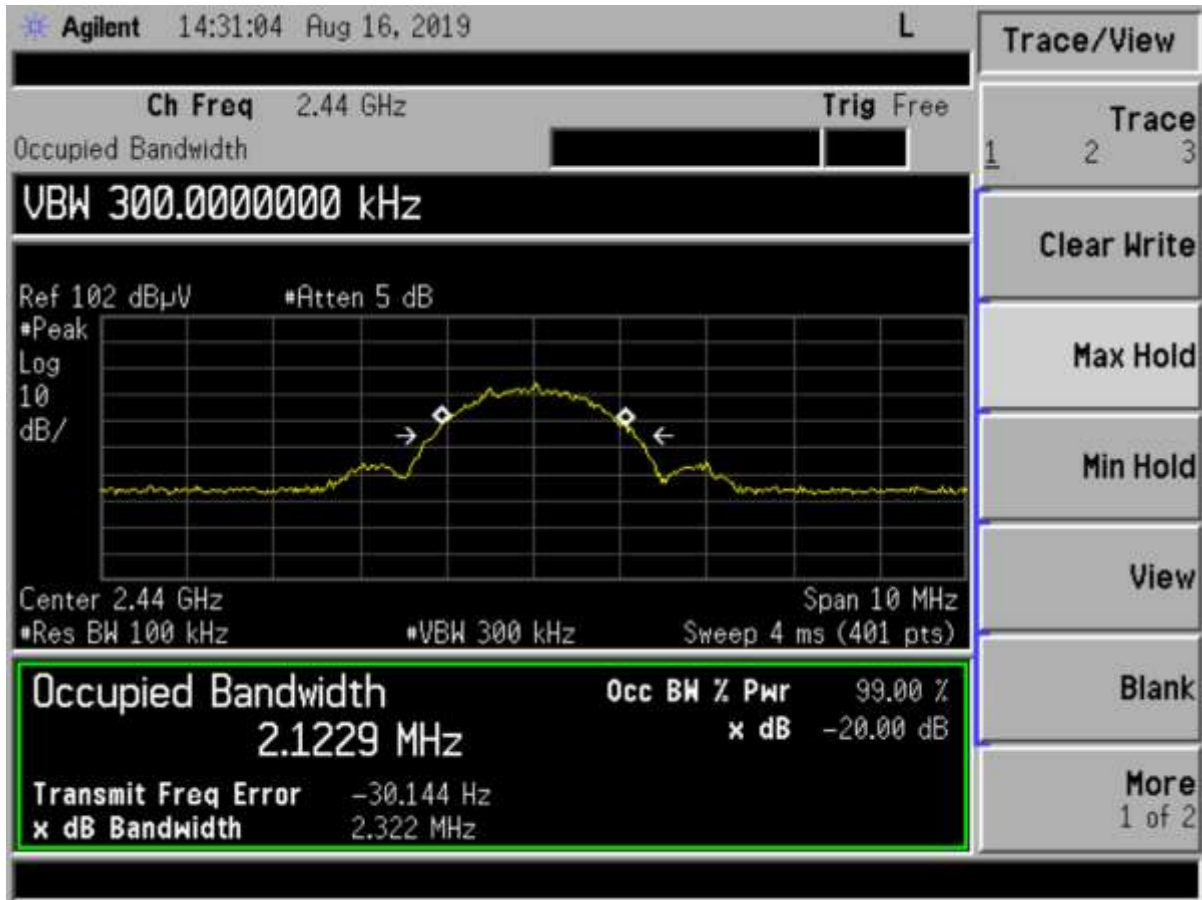 Agilent 14:31:04 Aug 16, 2019 L
Trace/View
Ch Freq 2.44 GHz Trig Free
Occupied Bandwidth
Trace
1 2 3
VBW 300.0000000 kHz
Clear Write
Ref 102 dBµV #Atten 5 dB
#Peak
Log
10
dB/
Max Hold
Min Hold
View
Center 2.44 GHz Span 10 MHz
#Res BW 100 kHz #VBW 300 kHz Sweep 4 ms (401 pts)
Occupied Bandwidth Occ BW % Pwr 99.00 %
2.1229 MHz x dB -20.00 dB
Blank
Transmit Freq Error -30.144 Hz
x dB Bandwidth 2.322 MHz
More
1 of 2